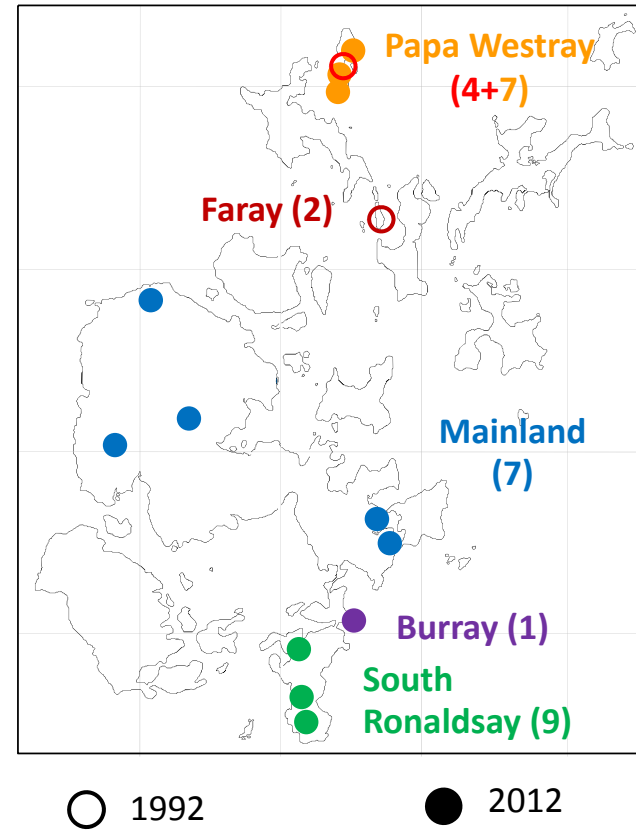 Papa Westray
(4+7)
Faray (2)
Mainland
(7)
Burray (1)
South
Ronaldsay (9)
1992
2012